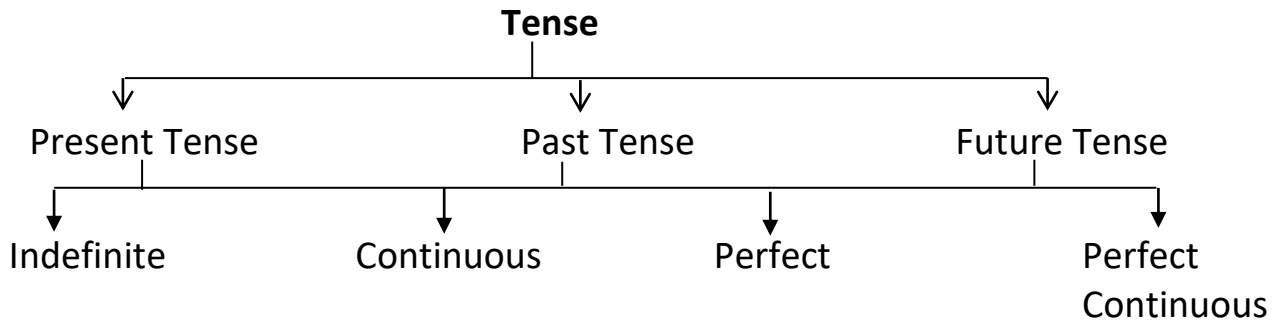 Tense
Present Tense Past Tense Future Tense
Indefinite Continuous Perfect Perfect
Continuous